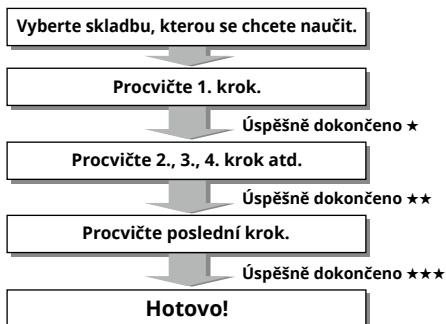 Vyberte skladbu, kterou se chcete naučit.
Procvičte 1. krok.
Úspěšně dokončeno ★
Procvičte 2., 3., 4. krok atd.
Úspěšně dokončeno ★★
Procvičte poslední krok.
Úspěšně dokončeno ★★★
Hotovo!